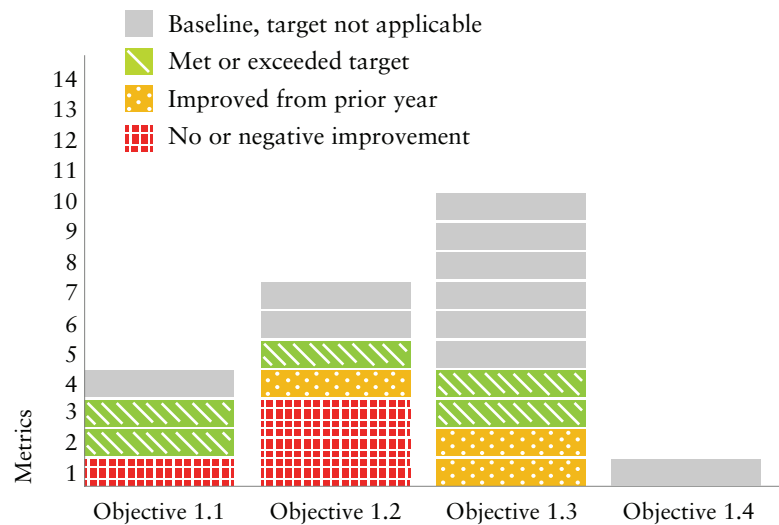 Baseline, target not applicable
Met or exceeded target
Improved from prior year
No or negative improvement
14
13
12
11
10
9
8
7
6
5
4
3
2
1
Metrics
Objective 1.1 Objective 1.2 Objective 1.3 Objective 1.4